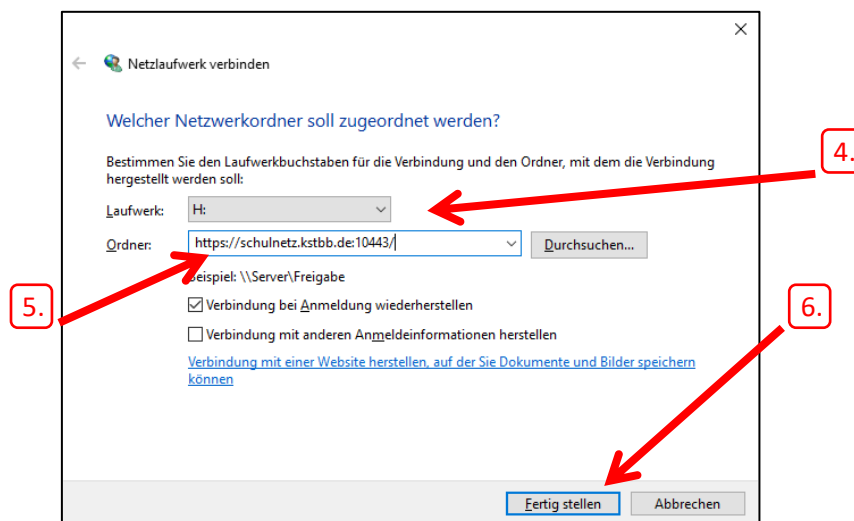 Netzlaufwerk verbinden
Welcher Netzwerkordner soll zugeordnet werden?
Bestimmen Sie den Laufwerkbuchstaben für die Verbindung und den Ordner, mit dem die Verbindung
hergestellt werden soll:
4.
Laufwerk: H:
Ordner: https://schulnetz.kstbb.de:10443/ Durchsuchen...
Beispiel: \\Server\Freigabe
5.
Verbindung bei Anmeldung wiederherstellen
6.
Verbindung mit anderen Anmeldeinformationen herstellen
Verbindung mit einer Website herstellen, auf der Sie Dokumente und Bilder speichern
können
Fertig stellen Abbrechen